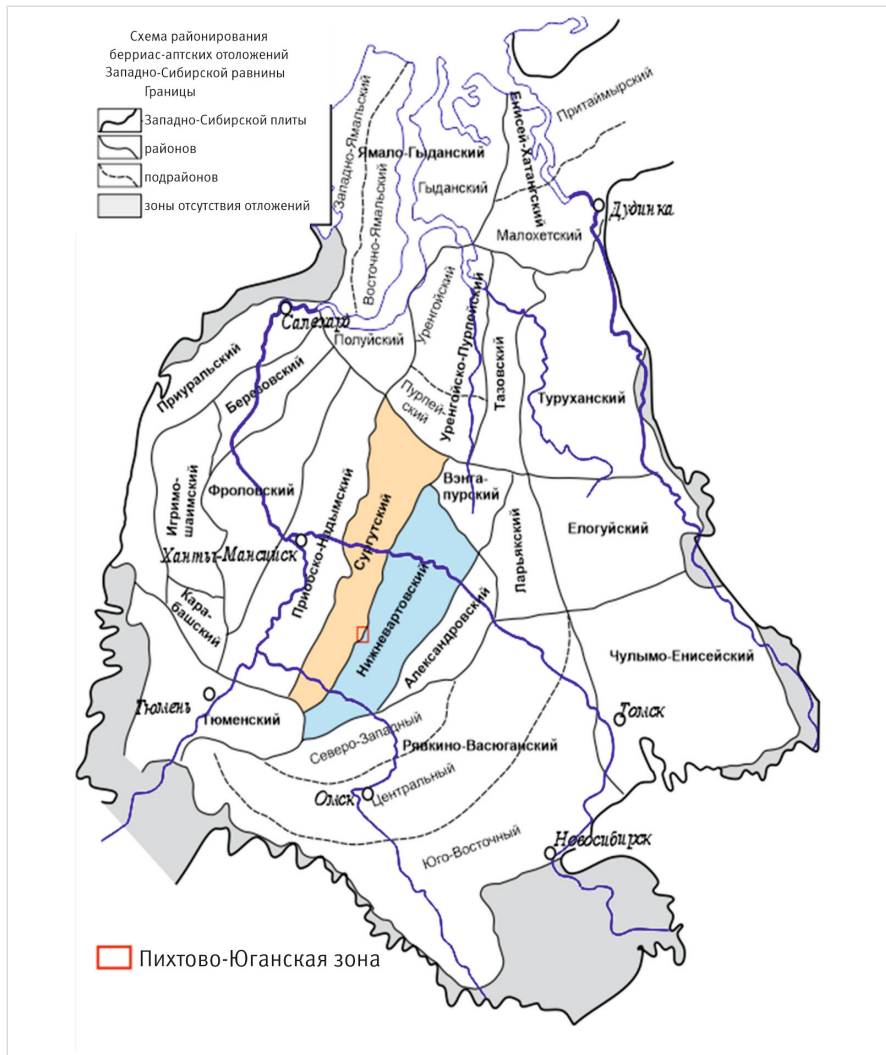 Схема районирования
берриас-аптских отоложений
Западно-Сибирской равнины
Границы
Западно-Сибирской плиты
районов
подрайонов
зоны отсутствия отложений
Притаймырский
Енисей-Хатангский
Западно-Ямальский
Ямало-Гыданский
Гыданский
Восточно-Ямальский
Малохетский
Дудинка
Салехард
Полуйский
Уренгойский
Уренгойско-Пурпейский
Тазовский
Туруханский
Приуральский
Березовский
Пурпей-
ский
Игримо-
шаимский
Фроловский
Приобско-Надымский
Сургутский
Вэнга-
пурский
Ларьякский
Елогуйский
Ханты-Мансийск
Кара-
башский
Нижневартовский
Александровский
Чулымо-Енисейский
Тюмень
Тюменский
Томск
Северо-Западный
Рявкино-Васюганский
Омск
Центральный
Юго-Восточный
Новосибирск
Пихтово-Юганская зона